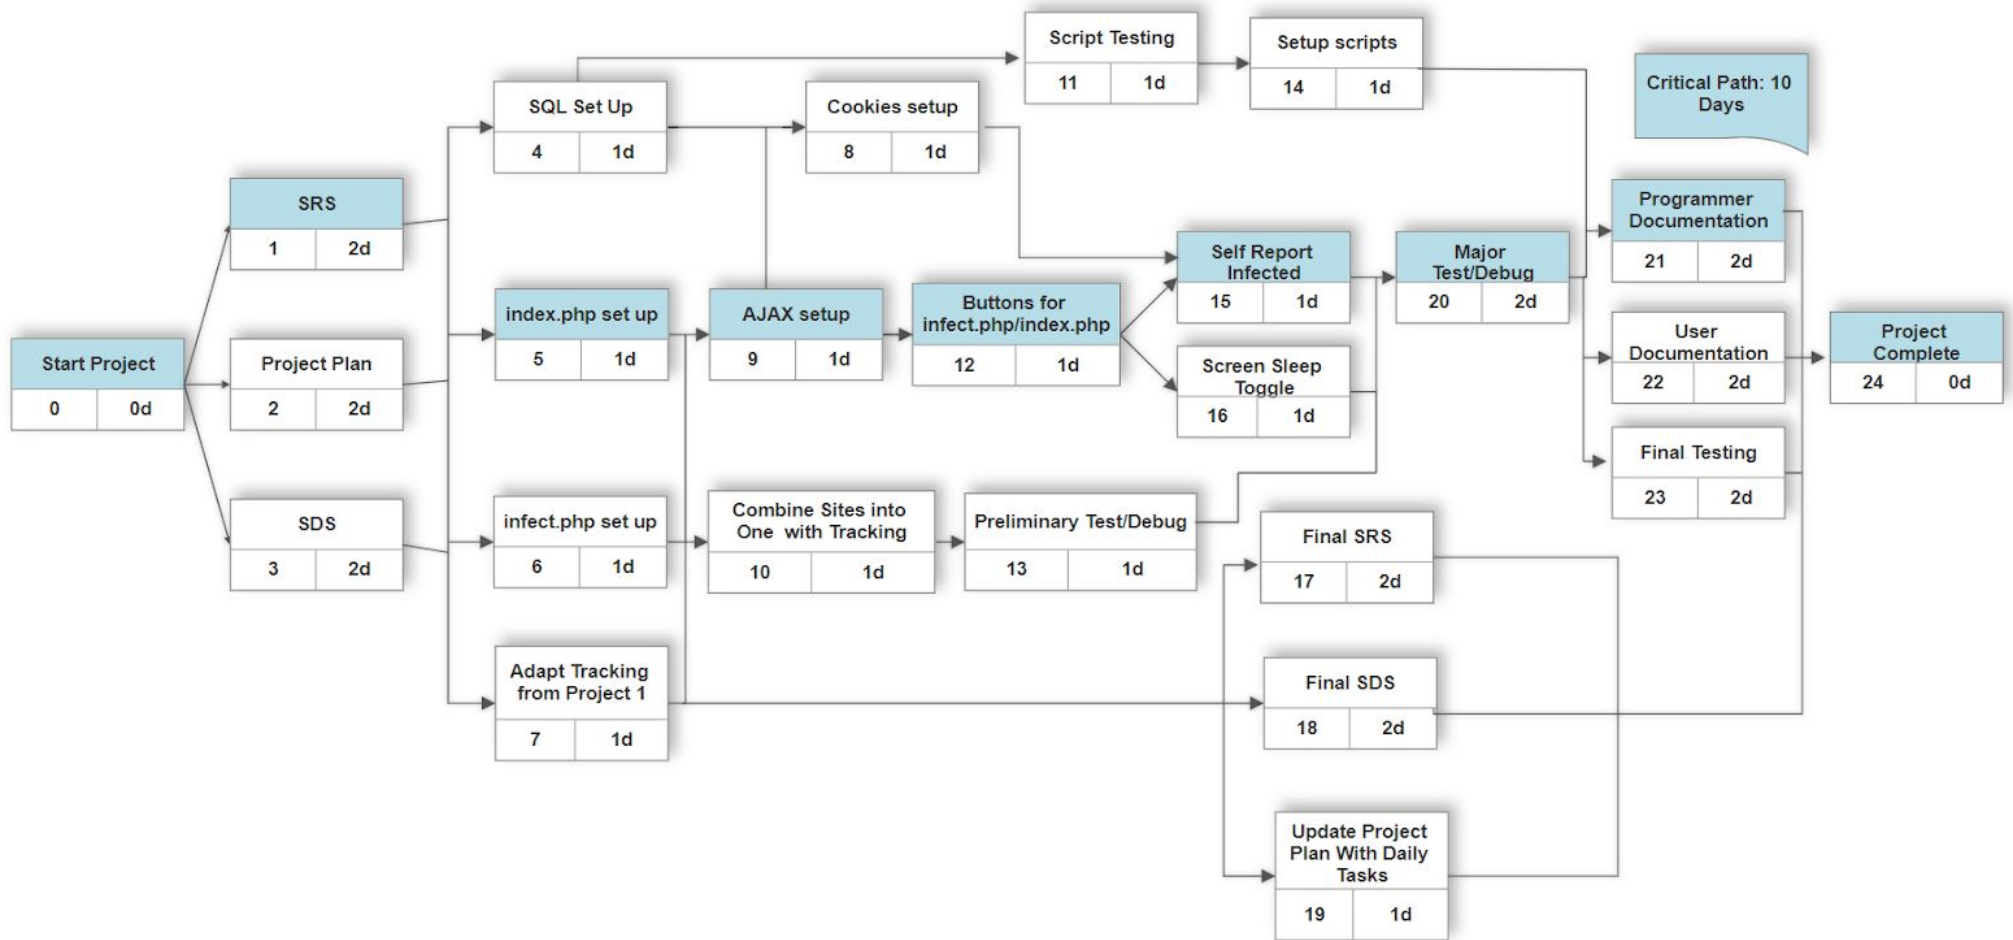 Start Project
0 0d
SRS
1 2d
Project Plan
2 2d
SDS
3 2d
SQL Set Up
4 1d
index.php set up
5 1d
infect.php set up
6 1d
Adapt Tracking
from Project 1
7 1d
Cookies setup
8 1d
AJAX setup
9 1d
Combine Sites into
One with Tracking
10 1d
Script Testing
11 1d
Buttons for
infect.php/index.php
12 1d
Preliminary Test/Debug
13 1d
Setup scripts
14 1d
Self Report
Infected
15 1d
Screen Sleep
Toggle
16 1d
Final SRS
17 2d
Final SDS
18 2d
Update Project
Plan With Daily
Tasks
19 1d
Major
Test/Debug
20 2d
Critical Path: 10
Days
Programmer
Documentation
21 2d
User
Documentation
22 2d
Final Testing
23 2d
Project
Complete
24 0d